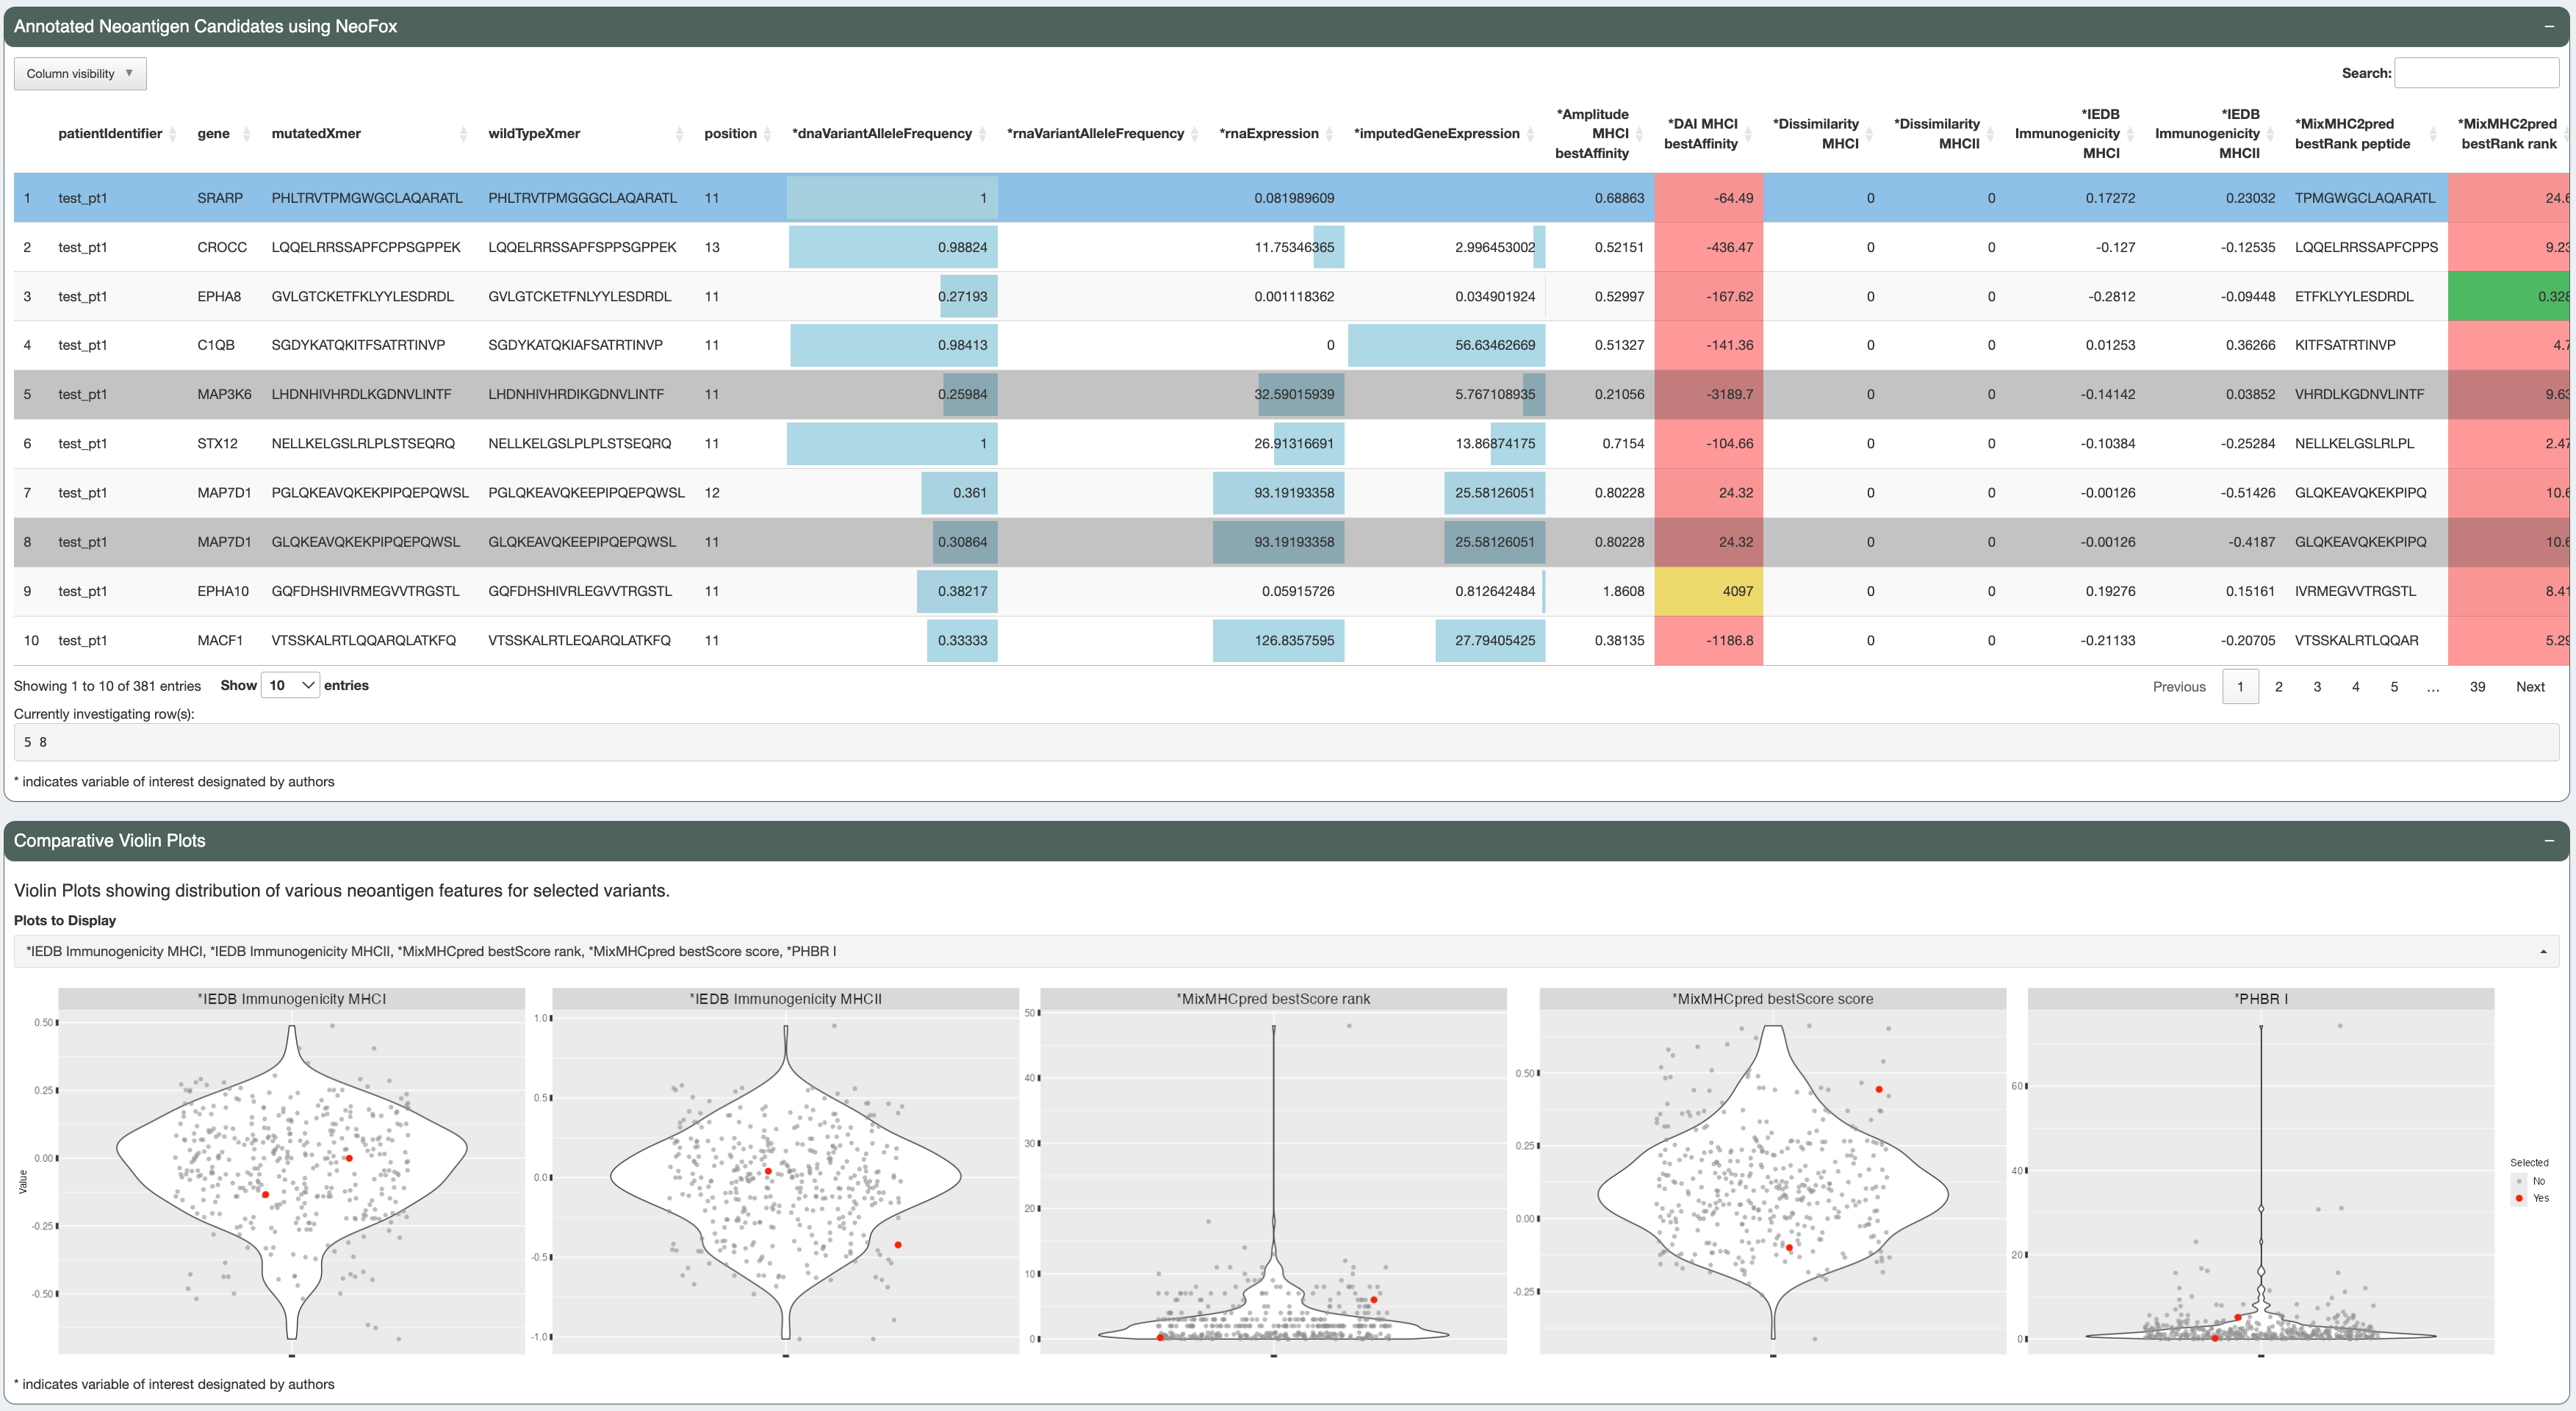 Annotated Neoantigen Candidates using NeoFox −
Column visibility ▼
Search:
patientIdentifier gene mutatedXmer wildTypeXmer position *dnaVariantAlleleFrequency *rnaVariantAlleleFrequency *rnaExpression *imputedGeneExpression *Amplitude MHCI bestAffinity *DAI MHCI bestAffinity *Dissimilarity MHCI *Dissimilarity MHCII *IEDB Immunogenicity MHCI *IEDB Immunogenicity MHCII *MixMHC2pred bestRank peptide *MixMHC2pred bestRank rank
1 test_pt1 SRARP PHLTRVTPMGWGCLAQARATL PHLTRVTPMGGGCLAQARATL 11 1 0.081989609 0.68863 -64.49 0 0 0.17272 0.23032 TPMGWGCLAQARATL 24.6
2 test_pt1 CROCC LQQELRRSSAPFCPPSGPPEK LQQELRRSSAPFSPPSGPPEK 13 0.98824 11.75346365 2.996453002 0.52151 -436.47 0 0 -0.127 -0.12535 LQQELRRSSAPFCPPS 9.23
3 test_pt1 EPHA8 GVLGTCKETFKLYYLESDRDL GVLGTCKETFNLYYLESDRDL 11 0.27193 0.001118362 0.034901924 0.52997 -167.62 0 0 -0.2812 -0.09448 ETFKLYYLESDRDL 0.328
4 test_pt1 C1QB SGDYKATQKITFSATRTINVP SGDYKATQKIAFSATRTINVP 11 0.98413 0 56.63462669 0.51327 -141.36 0 0 0.01253 0.36266 KITFSATRTINVP 4.7
5 test_pt1 MAP3K6 LHDNHIVHRDLKGDNVLINTF LHDNHIVHRDIKGDNVLINTF 11 0.25984 32.59015939 5.767108935 0.21056 -3189.7 0 0 -0.14142 0.03852 VHRDLKGDNVLINTF 9.63
6 test_pt1 STX12 NELLKELGSLRLPLSTSEQRQ NELLKELGSLPLPLSTSEQRQ 11 1 26.91316691 13.86874175 0.7154 -104.66 0 0 -0.10384 -0.25284 NELLKELGSLRLPL 2.47
7 test_pt1 MAP7D1 PGLQKEAVQKEKPIPQEPQWSL PGLQKEAVQKEEPIPQEPQWSL 12 0.361 93.19193358 25.58126051 0.80228 24.32 0 0 -0.00126 -0.51426 GLQKEAVQKEKPIPQ 10.6
8 test_pt1 MAP7D1 GLQKEAVQKEKPIPQEPQWSL GLQKEAVQKEEPIPQEPQWSL 11 0.30864 93.19193358 25.58126051 0.80228 24.32 0 0 -0.00126 -0.4187 GLQKEAVQKEKPIPQ 10.6
9 test_pt1 EPHA10 GQFDHSHIVRMEGVVTRGSTL GQFDHSHIVRLEGVVTRGSTL 11 0.38217 0.05915726 0.812642484 1.8608 4097 0 0 0.19276 0.15161 IVRMEGVVTRGSTL 8.41
10 test_pt1 MACF1 VTSSKALRTLQQARQLATKFQ VTSSKALRTLEQARQLATKFQ 11 0.33333 126.8357595 27.79405425 0.38135 -1186.8 0 0 -0.21133 -0.20705 VTSSKALRTLQQAR 5.29
Showing 1 to 10 of 381 entries Show 10 entries Previous 1 2 3 4 5 … 39 Next
Currently investigating row(s):
5 8
* indicates variable of interest designated by authors
Comparative Violin Plots −
Violin Plots showing distribution of various neoantigen features for selected variants.
Plots to Display
*IEDB Immunogenicity MHCI, *IEDB Immunogenicity MHCII, *MixMHCpred bestScore rank, *MixMHCpred bestScore score, *PHBR I
*IEDB Immunogenicity MHCI
0.50
0.25
0.00
-0.25
-0.50
Value
*IEDB Immunogenicity MHCII
1.0
0.5
0.0
-0.5
-1.0
*MixMHCpred bestScore rank
50
40
30
20
10
0
*MixMHCpred bestScore score
0.50
0.25
0.00
-0.25
*PHBR I
60
40
20
0
Selected
No
Yes
* indicates variable of interest designated by authors